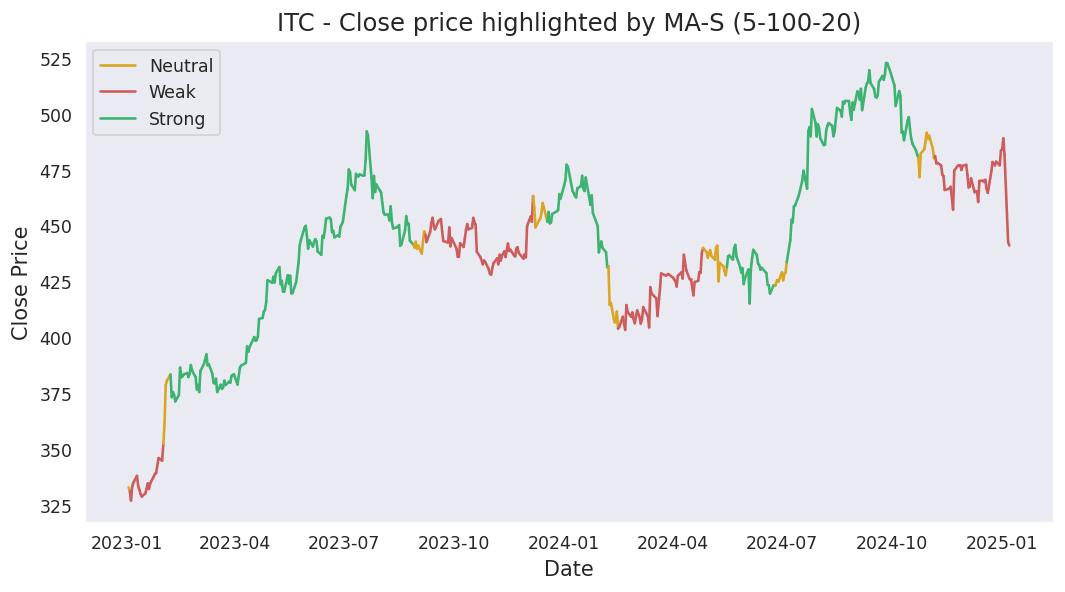 ITC - Close price highlighted by MA-S (5-100-20)
Neutral
Weak
Strong
525
500
475
450
425
400
375
350
325
Close Price
2023-01 2023-04 2023-07 2023-10 2024-01 2024-04 2024-07 2024-10 2025-01
Date